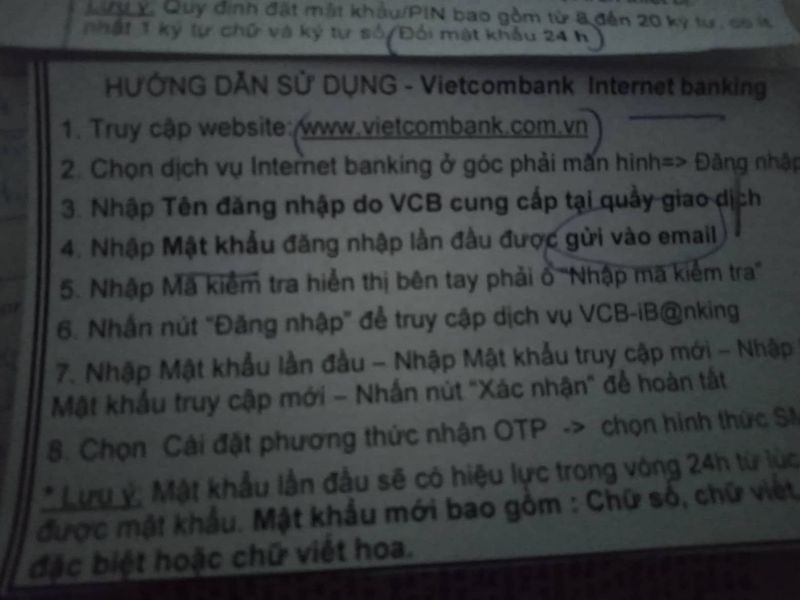 Lưu ý: Quy định đặt mật khẩu/PIN bao gồm từ 8 đến 20 ký tự, có ít
nhất 1 ký tự chữ và ký tự số (Đổi mật khẩu 24 h)
HƯỚNG DẪN SỬ DỤNG - Vietcombank Internet banking
1. Truy cập website: www.vietcombank.com.vn
2. Chọn dịch vụ Internet banking ở góc phải màn hình=> Đăng nhập
3. Nhập Tên đăng nhập do VCB cung cấp tại quầy giao dịch
4. Nhập Mật khẩu đăng nhập lần đầu được gửi vào email
5. Nhập Mã kiểm tra hiển thị bên tay phải ô "Nhập mã kiểm tra"
6. Nhấn nút "Đăng nhập" để truy cập dịch vụ VCB-iB@nking
7. Nhập Mật khẩu lần đầu – Nhập Mật khẩu truy cập mới – Nhập
Mật khẩu truy cập mới – Nhấn nút "Xác nhận" để hoàn tất
8. Chọn Cài đặt phương thức nhận OTP -> chọn hình thức SM
* Lưu ý: Mật khẩu lần đầu sẽ có hiệu lực trong vòng 24h từ lúc
được mật khẩu. Mật khẩu mới bao gồm : Chữ số, chữ viết,
đặc biệt hoặc chữ viết hoa.